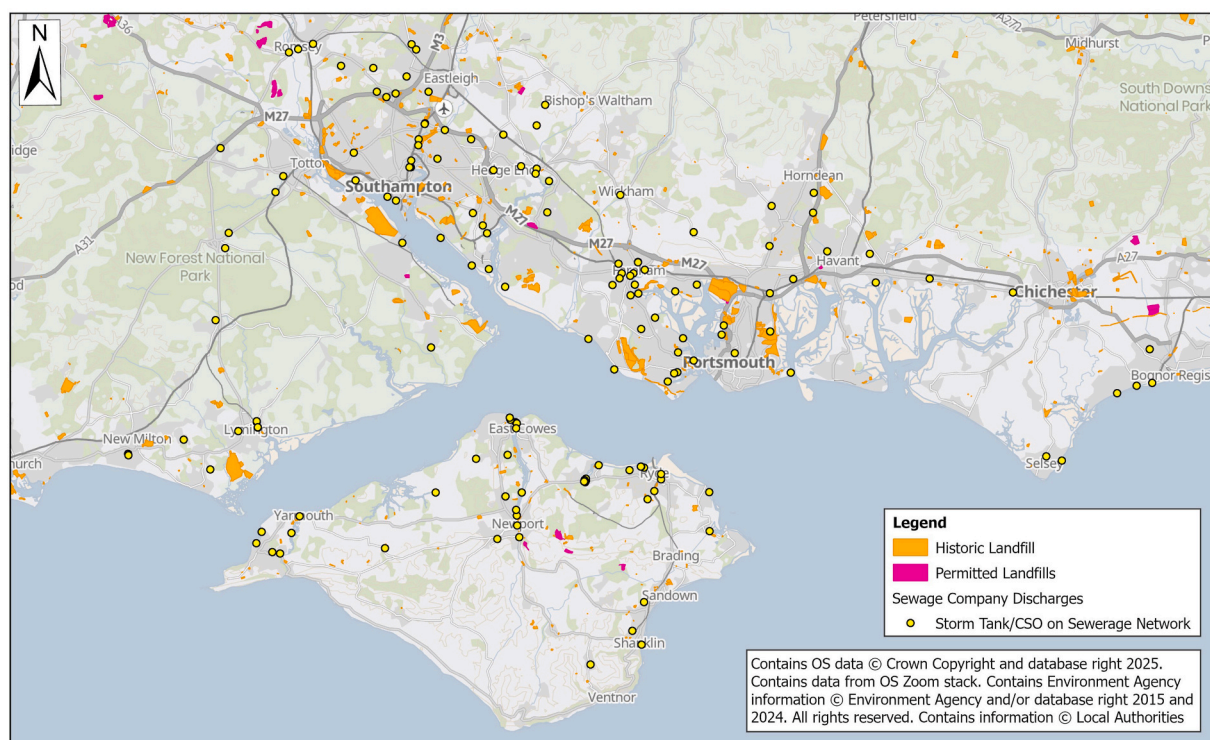 N
A36
Romsey
M3
Eastleigh
Petersfield
A272
Midhurst
South Downs
National Park
Bishop's Waltham
M27
Totton
Southampton
Hedge End
Wickham
Horndean
M27
M27
M27
A31
New Forest National
Park
Fareham
Havant
A27
Chichester
Portsmouth
Bognor Regis
New Milton
Lymington
East Cowes
Selsey
Ryde
Yarmouth
Newport
Brading
Sandown
Shanklin
Ventnor
Legend
Historic Landfill
Permitted Landfills
Sewage Company Discharges
Storm Tank/CSO on Sewerage Network
Contains OS data © Crown Copyright and database right 2025.
Contains data from OS Zoom stack. Contains Environment Agency
information © Environment Agency and/or database right 2015 and
2024. All rights reserved. Contains information © Local Authorities